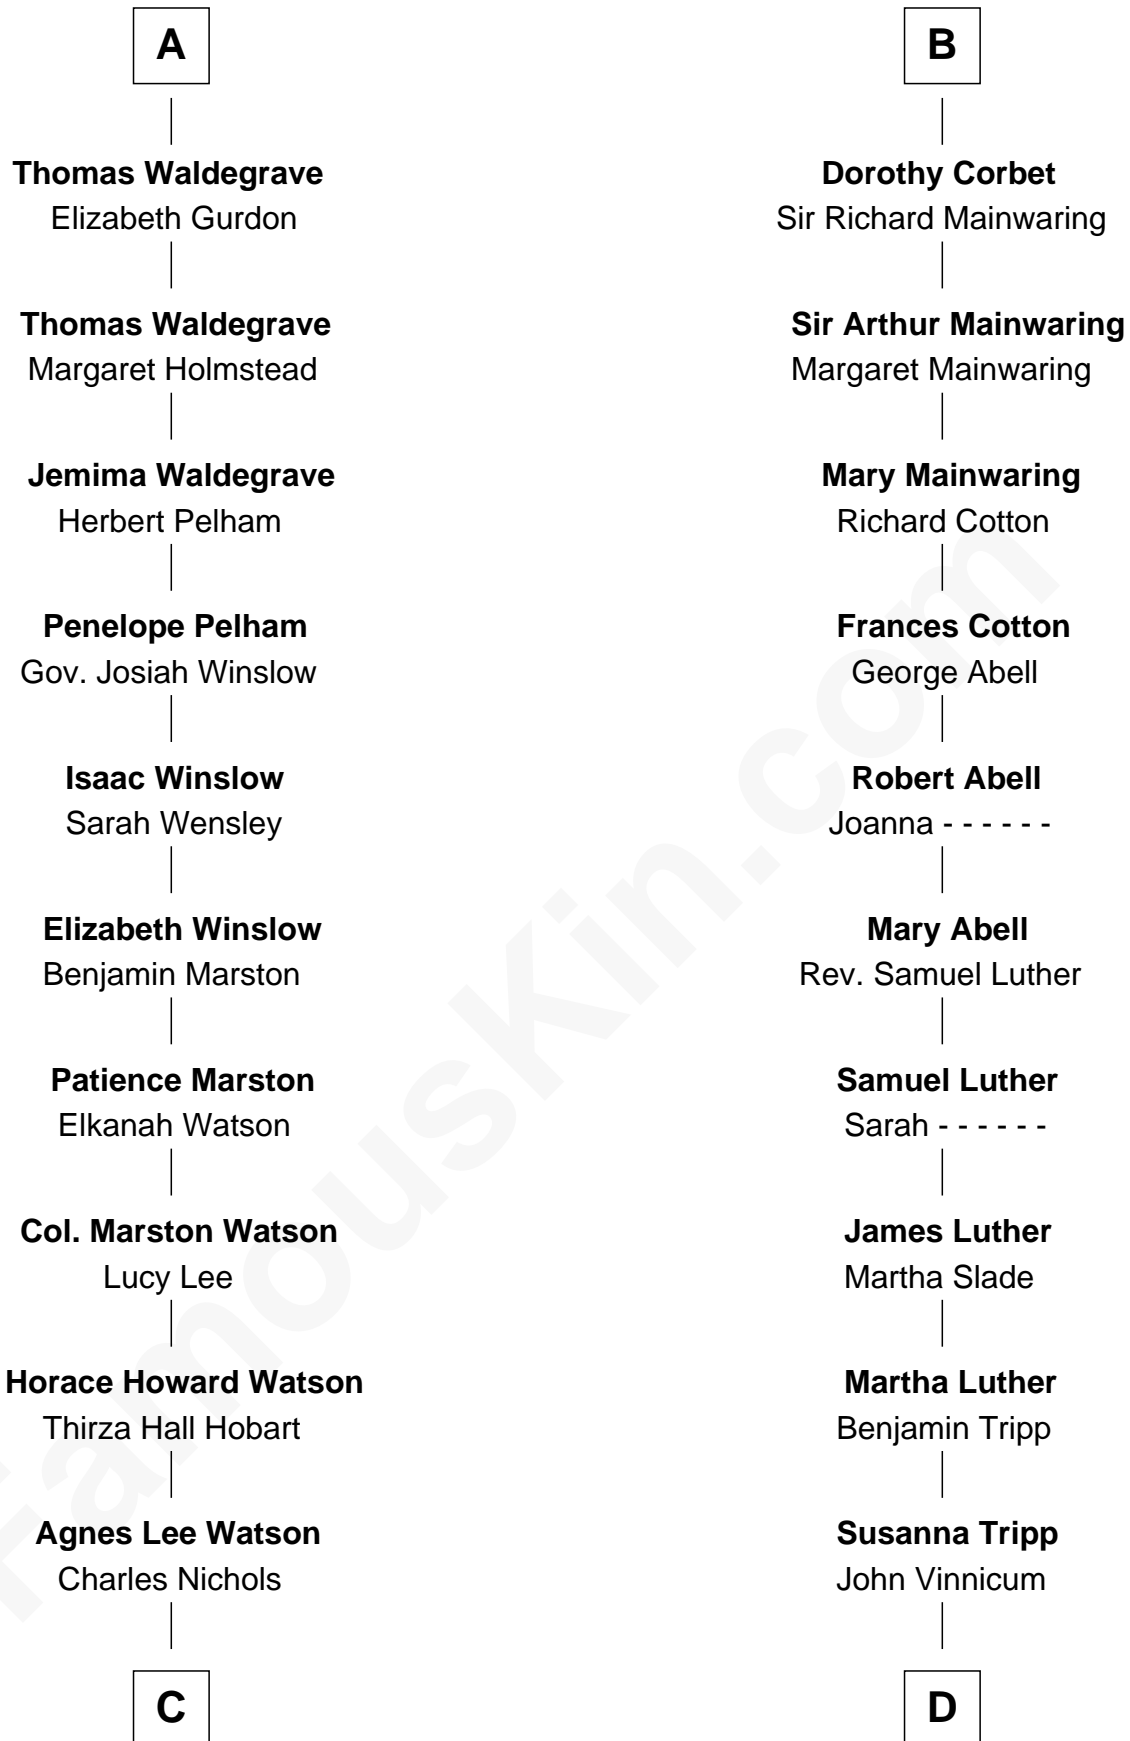 A
Thomas Waldegrave
Elizabeth Gurdon
Thomas Waldegrave
Margaret Holmstead
Jemima Waldegrave
Herbert Pelham
Penelope Pelham
Gov. Josiah Winslow
Isaac Winslow
Sarah Wensley
Elizabeth Winslow
Benjamin Marston
Patience Marston
Elkanah Watson
Col. Marston Watson
Lucy Lee
Horace Howard Watson
Thirza Hall Hobart
Agnes Lee Watson
Charles Nichols
C
B
Dorothy Corbet
Sir Richard Mainwaring
Sir Arthur Mainwaring
Margaret Mainwaring
Mary Mainwaring
Richard Cotton
Frances Cotton
George Abell
Robert Abell
Joanna - - - - - -
Mary Abell
Rev. Samuel Luther
Samuel Luther
Sarah - - - - - -
James Luther
Martha Slade
Martha Luther
Benjamin Tripp
Susanna Tripp
John Vinnicum
D
FamousKin.com